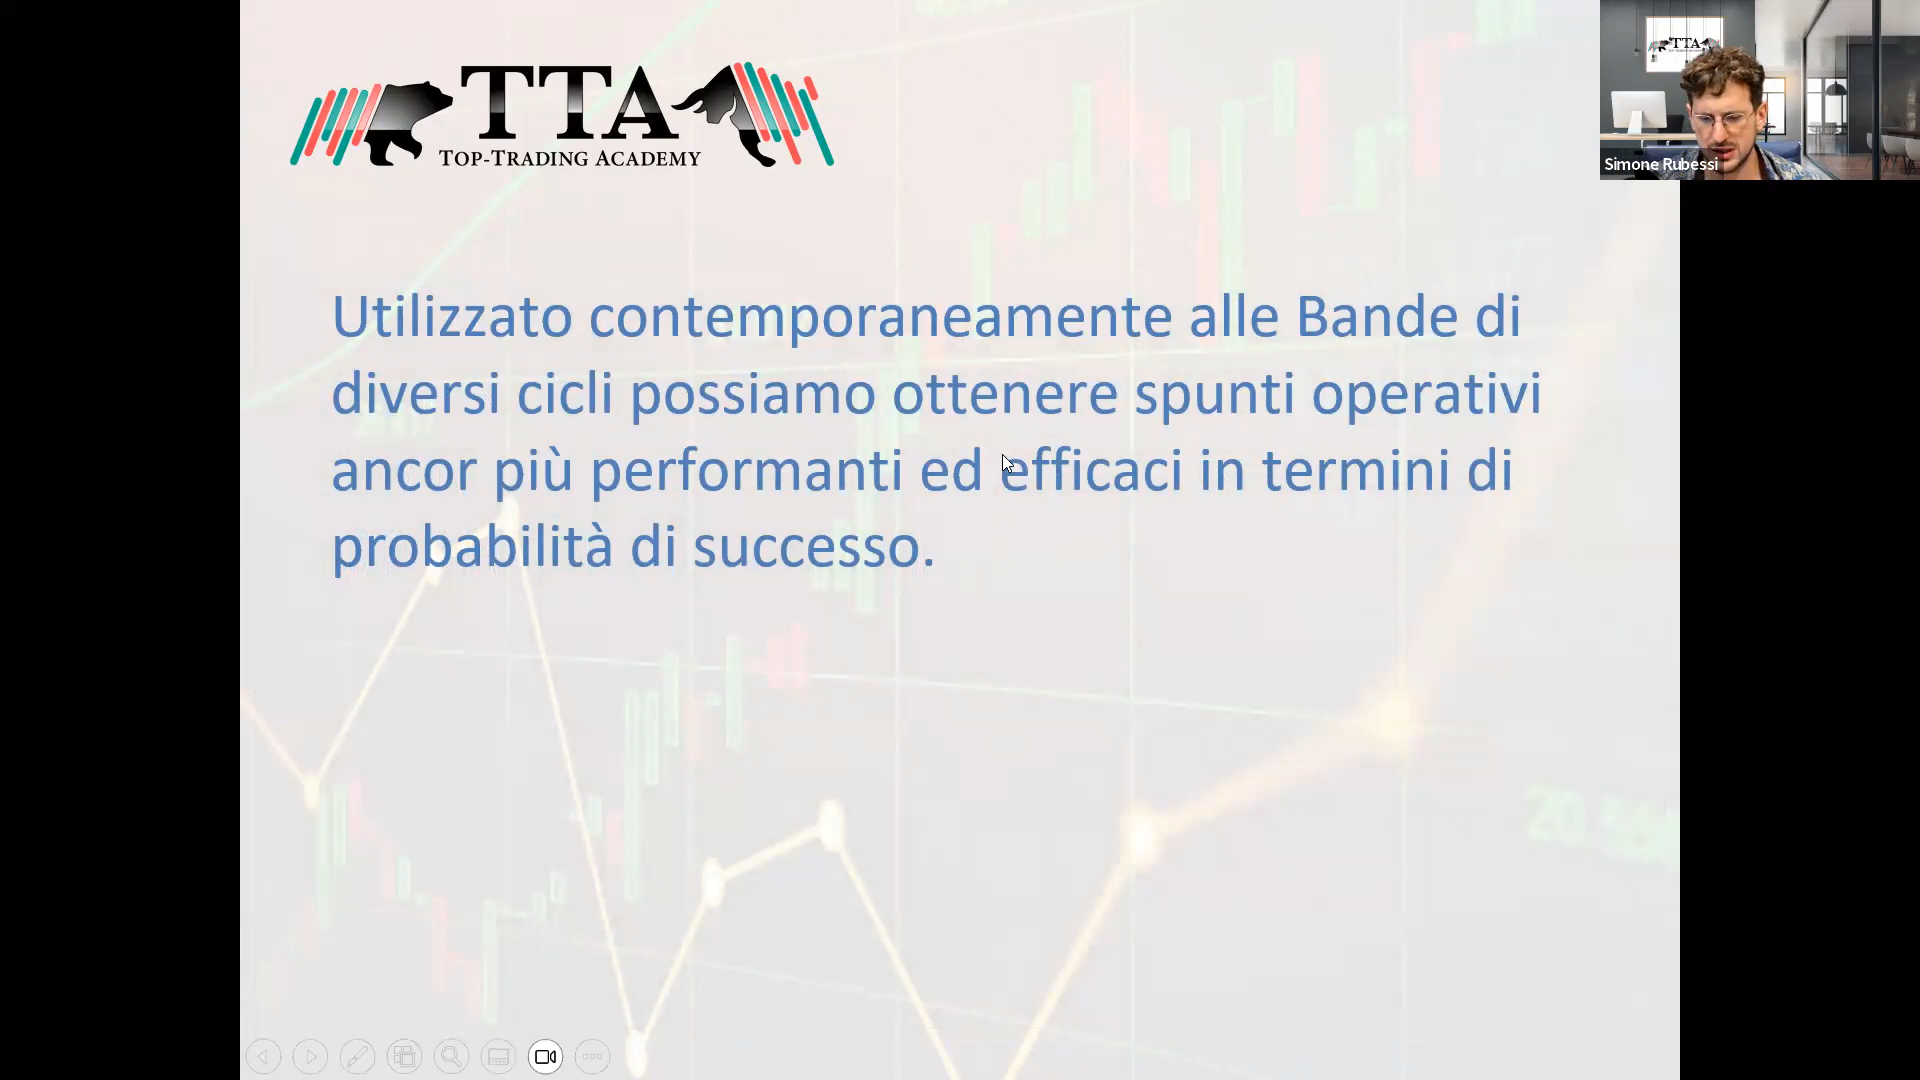 TTA
TOP-TRADING ACADEMY
TTA
Simone Rubessi
Utilizzato contemporaneamente alle Bande di
diversi cicli possiamo ottenere spunti operativi
ancor più performanti ed efficaci in termini di
probabilità di successo.